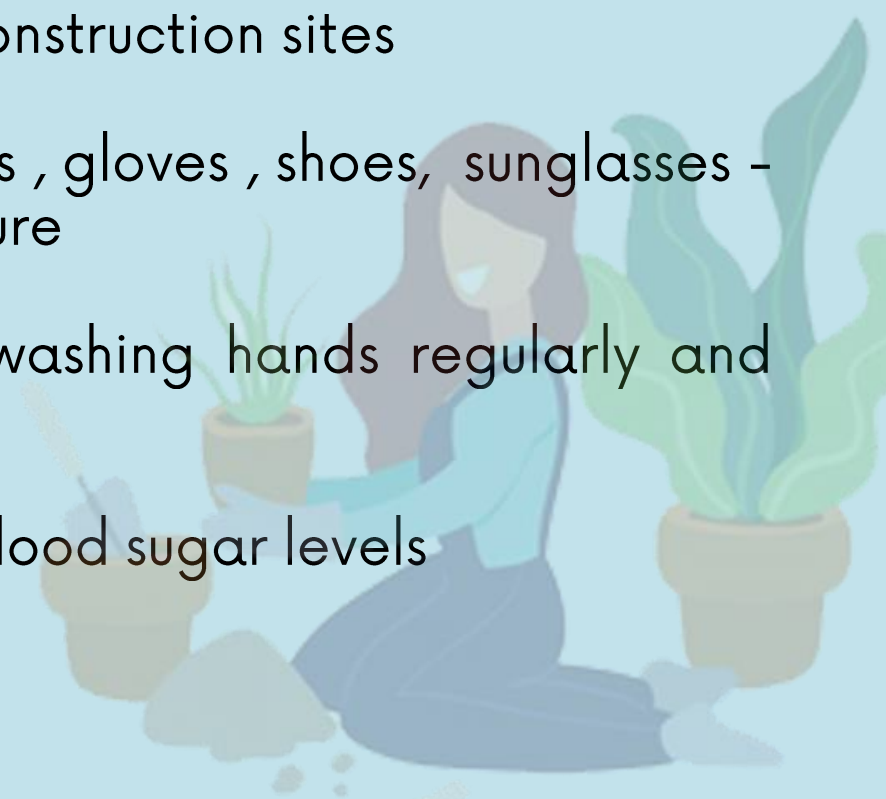 onstruction sites
s , gloves , shoes, sunglasses -
ure
washing hands regularly and
lood sugar levels